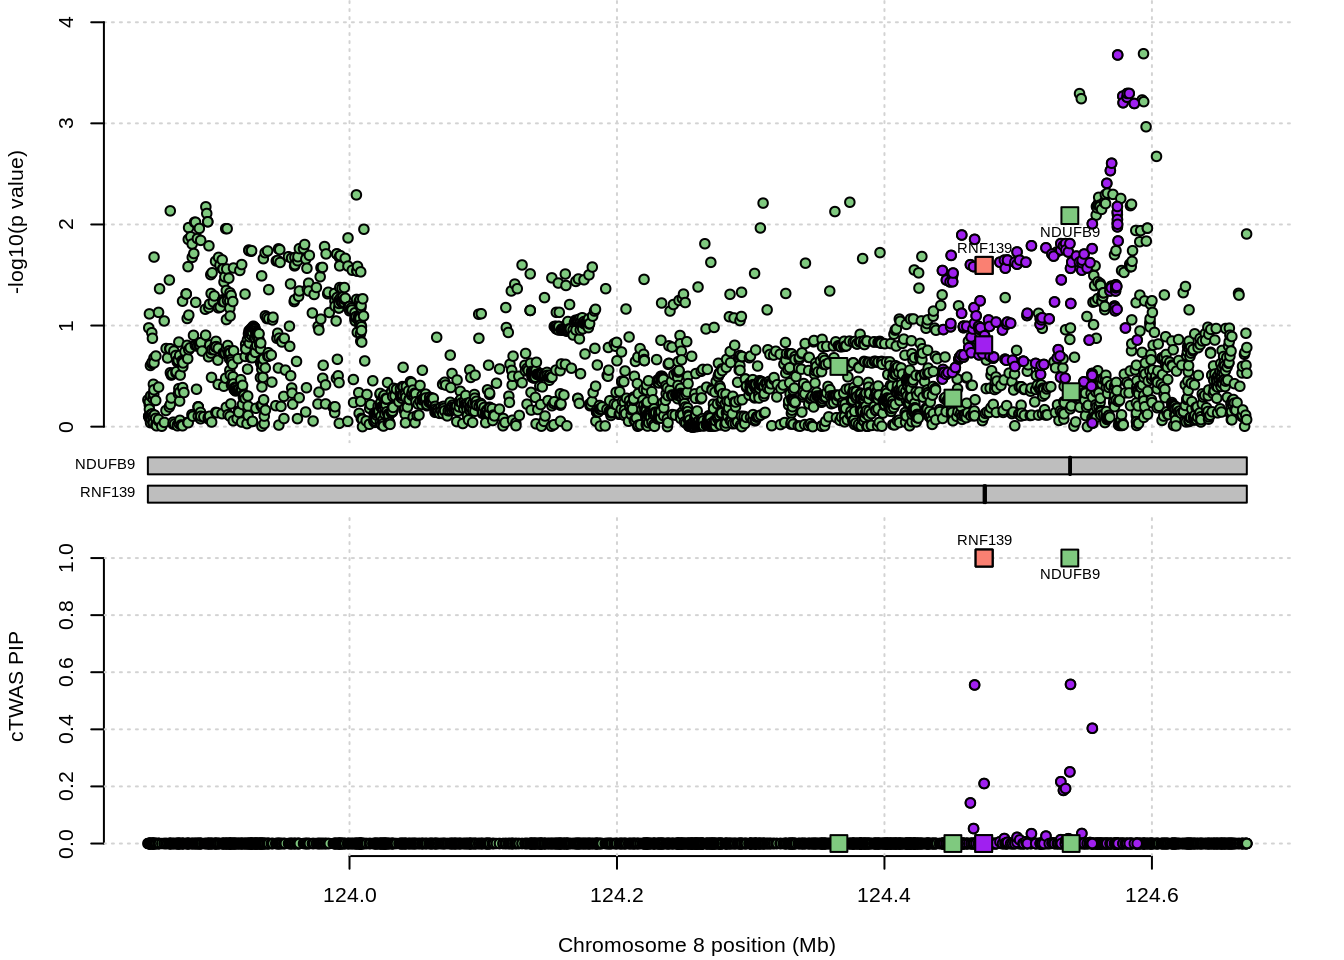 4
3
2
1
0
-log10(p value)
NDUFB9
RNF139
NDUFB9
RNF139
RNF139
NDUFB9
1.0
0.8
0.6
0.4
0.2
0.0
cTWAS PIP
124.0 124.2 124.4 124.6
Chromosome 8 position (Mb)